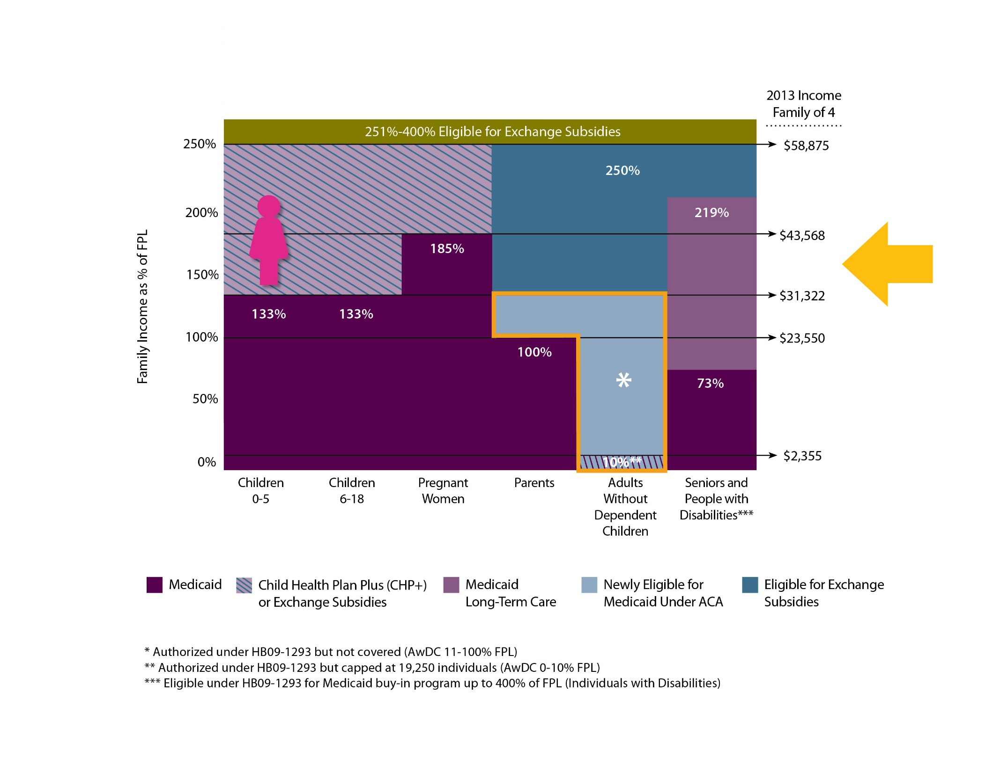 2013 Income
Family of 4
251%-400% Eligible for Exchange Subsidies
250%
$58,875
250%
200%
219%
$43,568
185%
150%
$31,322
133%
133%
100%
$23,550
100%
*
73%
50%
$2,355
0%
10%**
Family Income as % of FPL
Children
0-5
Children
6-18
Pregnant
Women
Parents
Adults
Without
Dependent
Children
Seniors and
People with
Disabilities***
Medicaid
Child Health Plan Plus (CHP+)
or Exchange Subsidies
Medicaid
Long-Term Care
Newly Eligible for
Medicaid Under ACA
Eligible for Exchange
Subsidies
* Authorized under HB09-1293 but not covered (AwDC 11-100% FPL)
** Authorized under HB09-1293 but capped at 19,250 individuals (AwDC 0-10% FPL)
*** Eligible under HB09-1293 for Medicaid buy-in program up to 400% of FPL (Individuals with Disabilities)